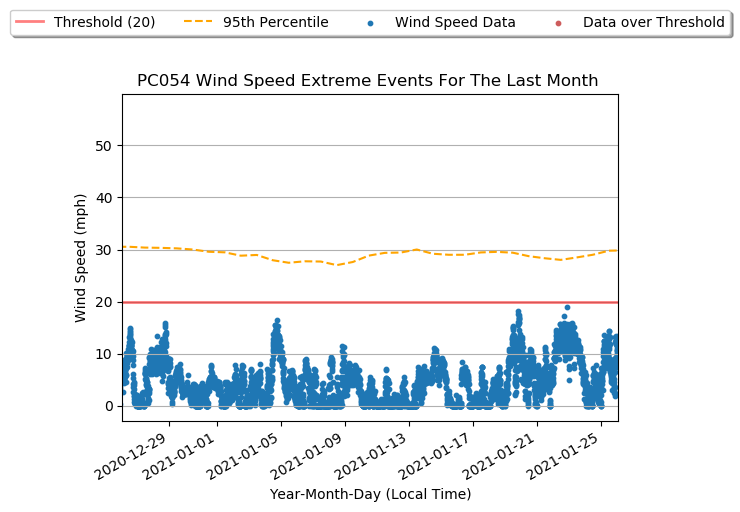 Threshold (20) 95th Percentile Wind Speed Data Data over Threshold
PC054 Wind Speed Extreme Events For The Last Month
Wind Speed (mph)
50
40
30
20
10
0
2020-12-29 2021-01-01 2021-01-05 2021-01-09 2021-01-13 2021-01-17 2021-01-21 2021-01-25
Year-Month-Day (Local Time)